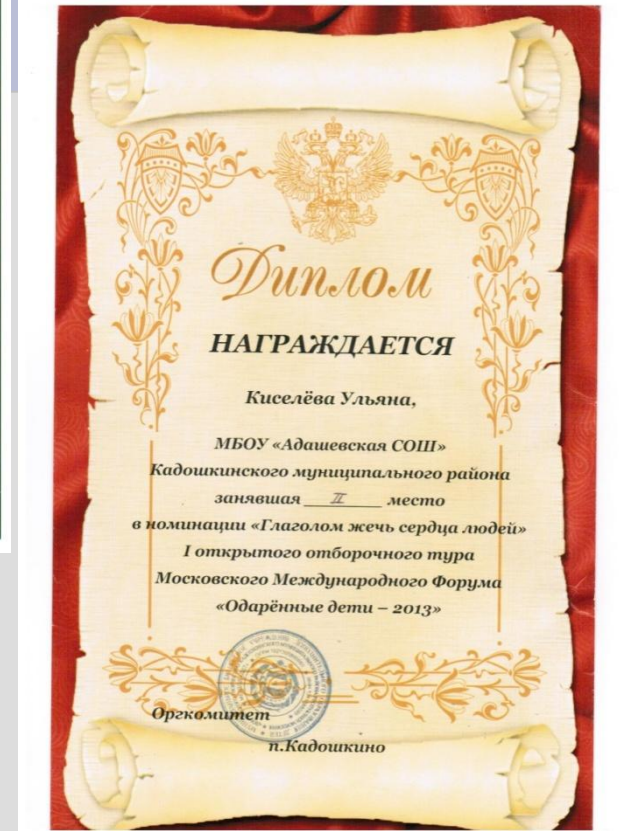 Диплом
НАГРАЖДАЕТСЯ
Киселёва Ульяна,
МБОУ «Адашевская СОШ»
Кадошкинского муниципального района
занявшая II место
в номинации «Глаголом жечь сердца людей»
I открытого отборочного тура
Московского Международного Форума
«Одарённые дети – 2013»
Оргкомитет
п.Кадошкино